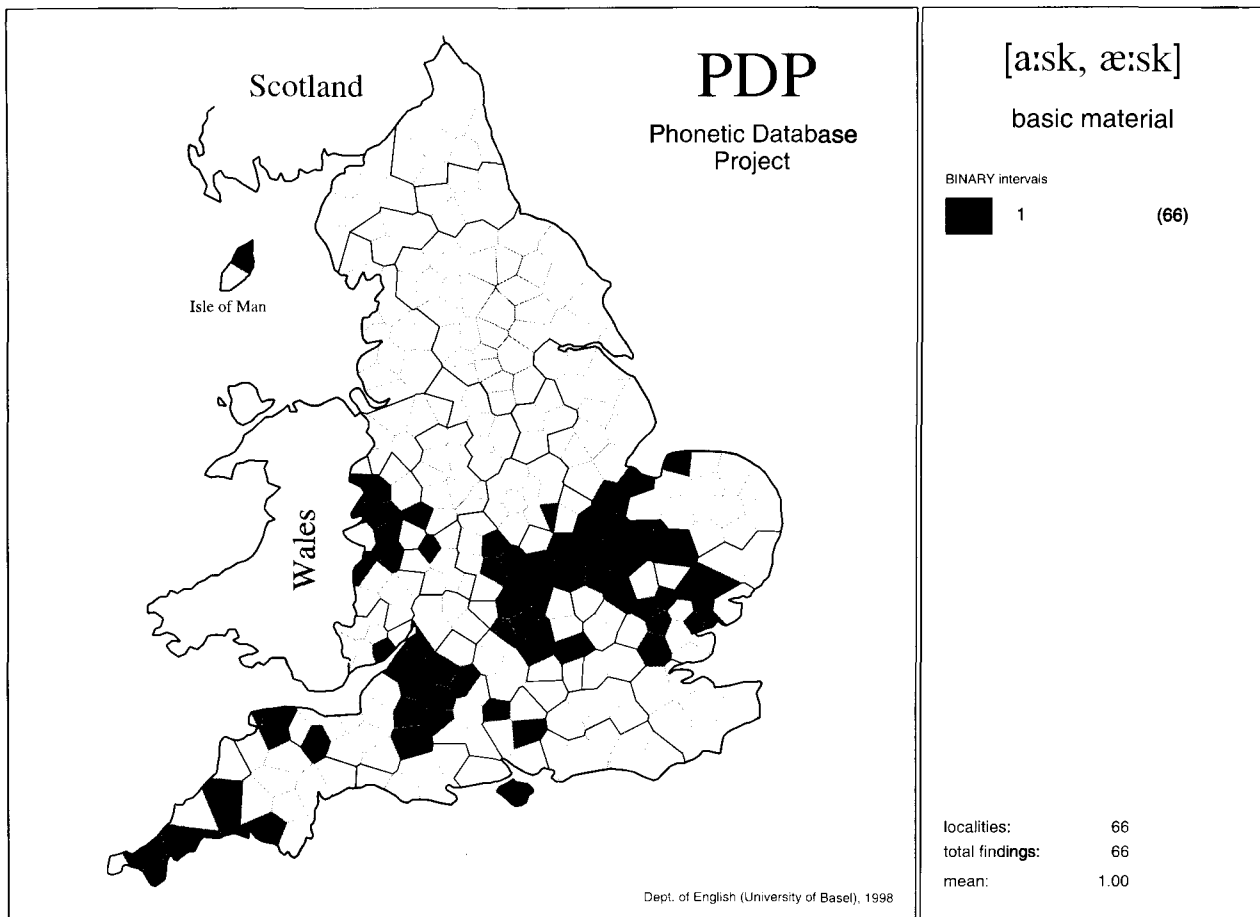 Scotland
PDP
Phonetic Database
Project
Isle of Man
Wales
Dept. of English (University of Basel), 1998
[a:sk, æ:sk]
basic material
BINARY intervals
1 (66)
localities: 66
total findings: 66
mean: 1.00